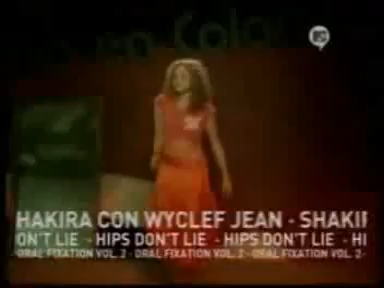 HAKIRA CON WYCLEF JEAN - SHAKI
ON'T LIE - HIPS DON'T LIE - HIPS DON'T LIE - HI
ORAL FIXATION VOL. 2 - ORAL FIXATION VOL. 2 - ORAL FIXATION VOL. 2 -